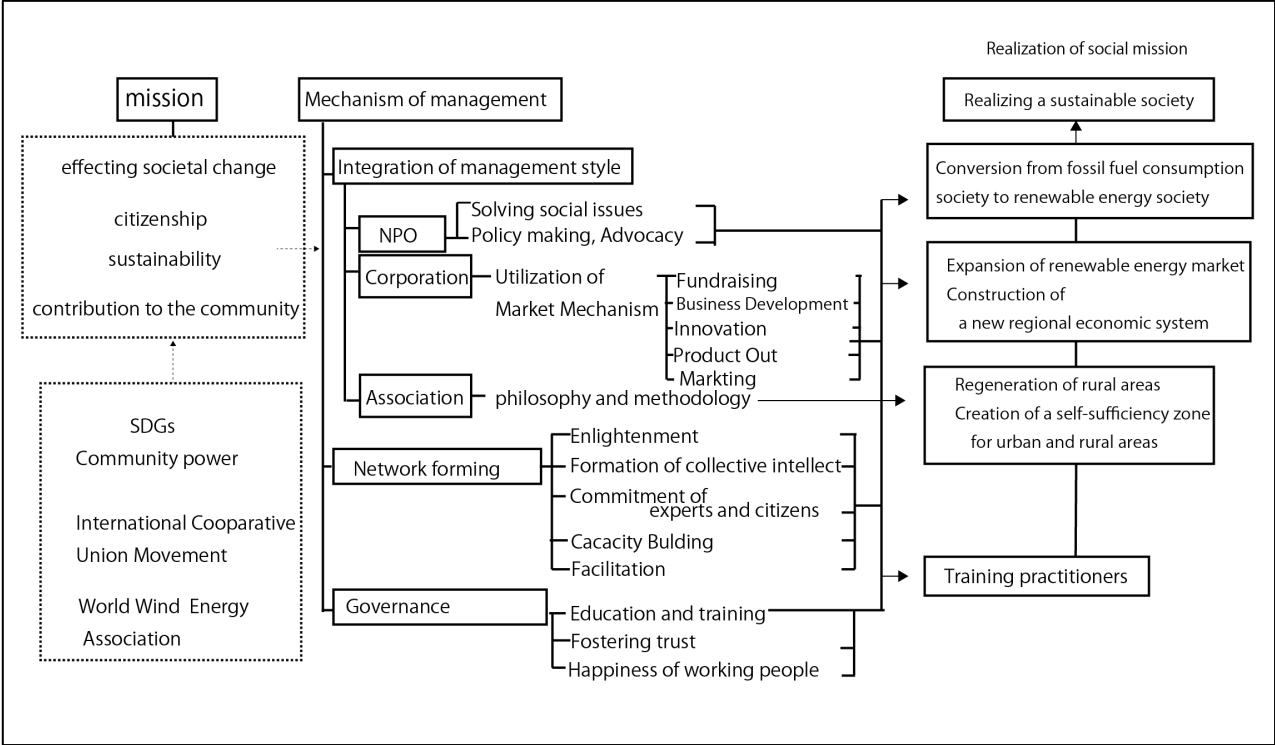 Realization of social mission
mission
Mechanism of management
Realizing a sustainable society
effecting societal change
citizenship
sustainability
contribution to the community
SDGs
Community power
International Cooparative
Union Movement
World Wind Energy
Association
Integration of management style
NPO
Solving social issues
Policy making, Advocacy
Corporation
Utilization of
Market Mechanism
Fundraising
Business Development
Innovation
Product Out
Markting
Association
philosophy and methodology
Network forming
Enlightenment
Formation of collective intellect
Commitment of
experts and citizens
Cacacity Bulding
Facilitation
Governance
Education and training
Fostering trust
Happiness of working people
Conversion from fossil fuel consumption
society to renewable energy society
Expansion of renewable energy market
Construction of
a new regional economic system
Regeneration of rural areas
Creation of a self-sufficiency zone
for urban and rural areas
Training practitioners